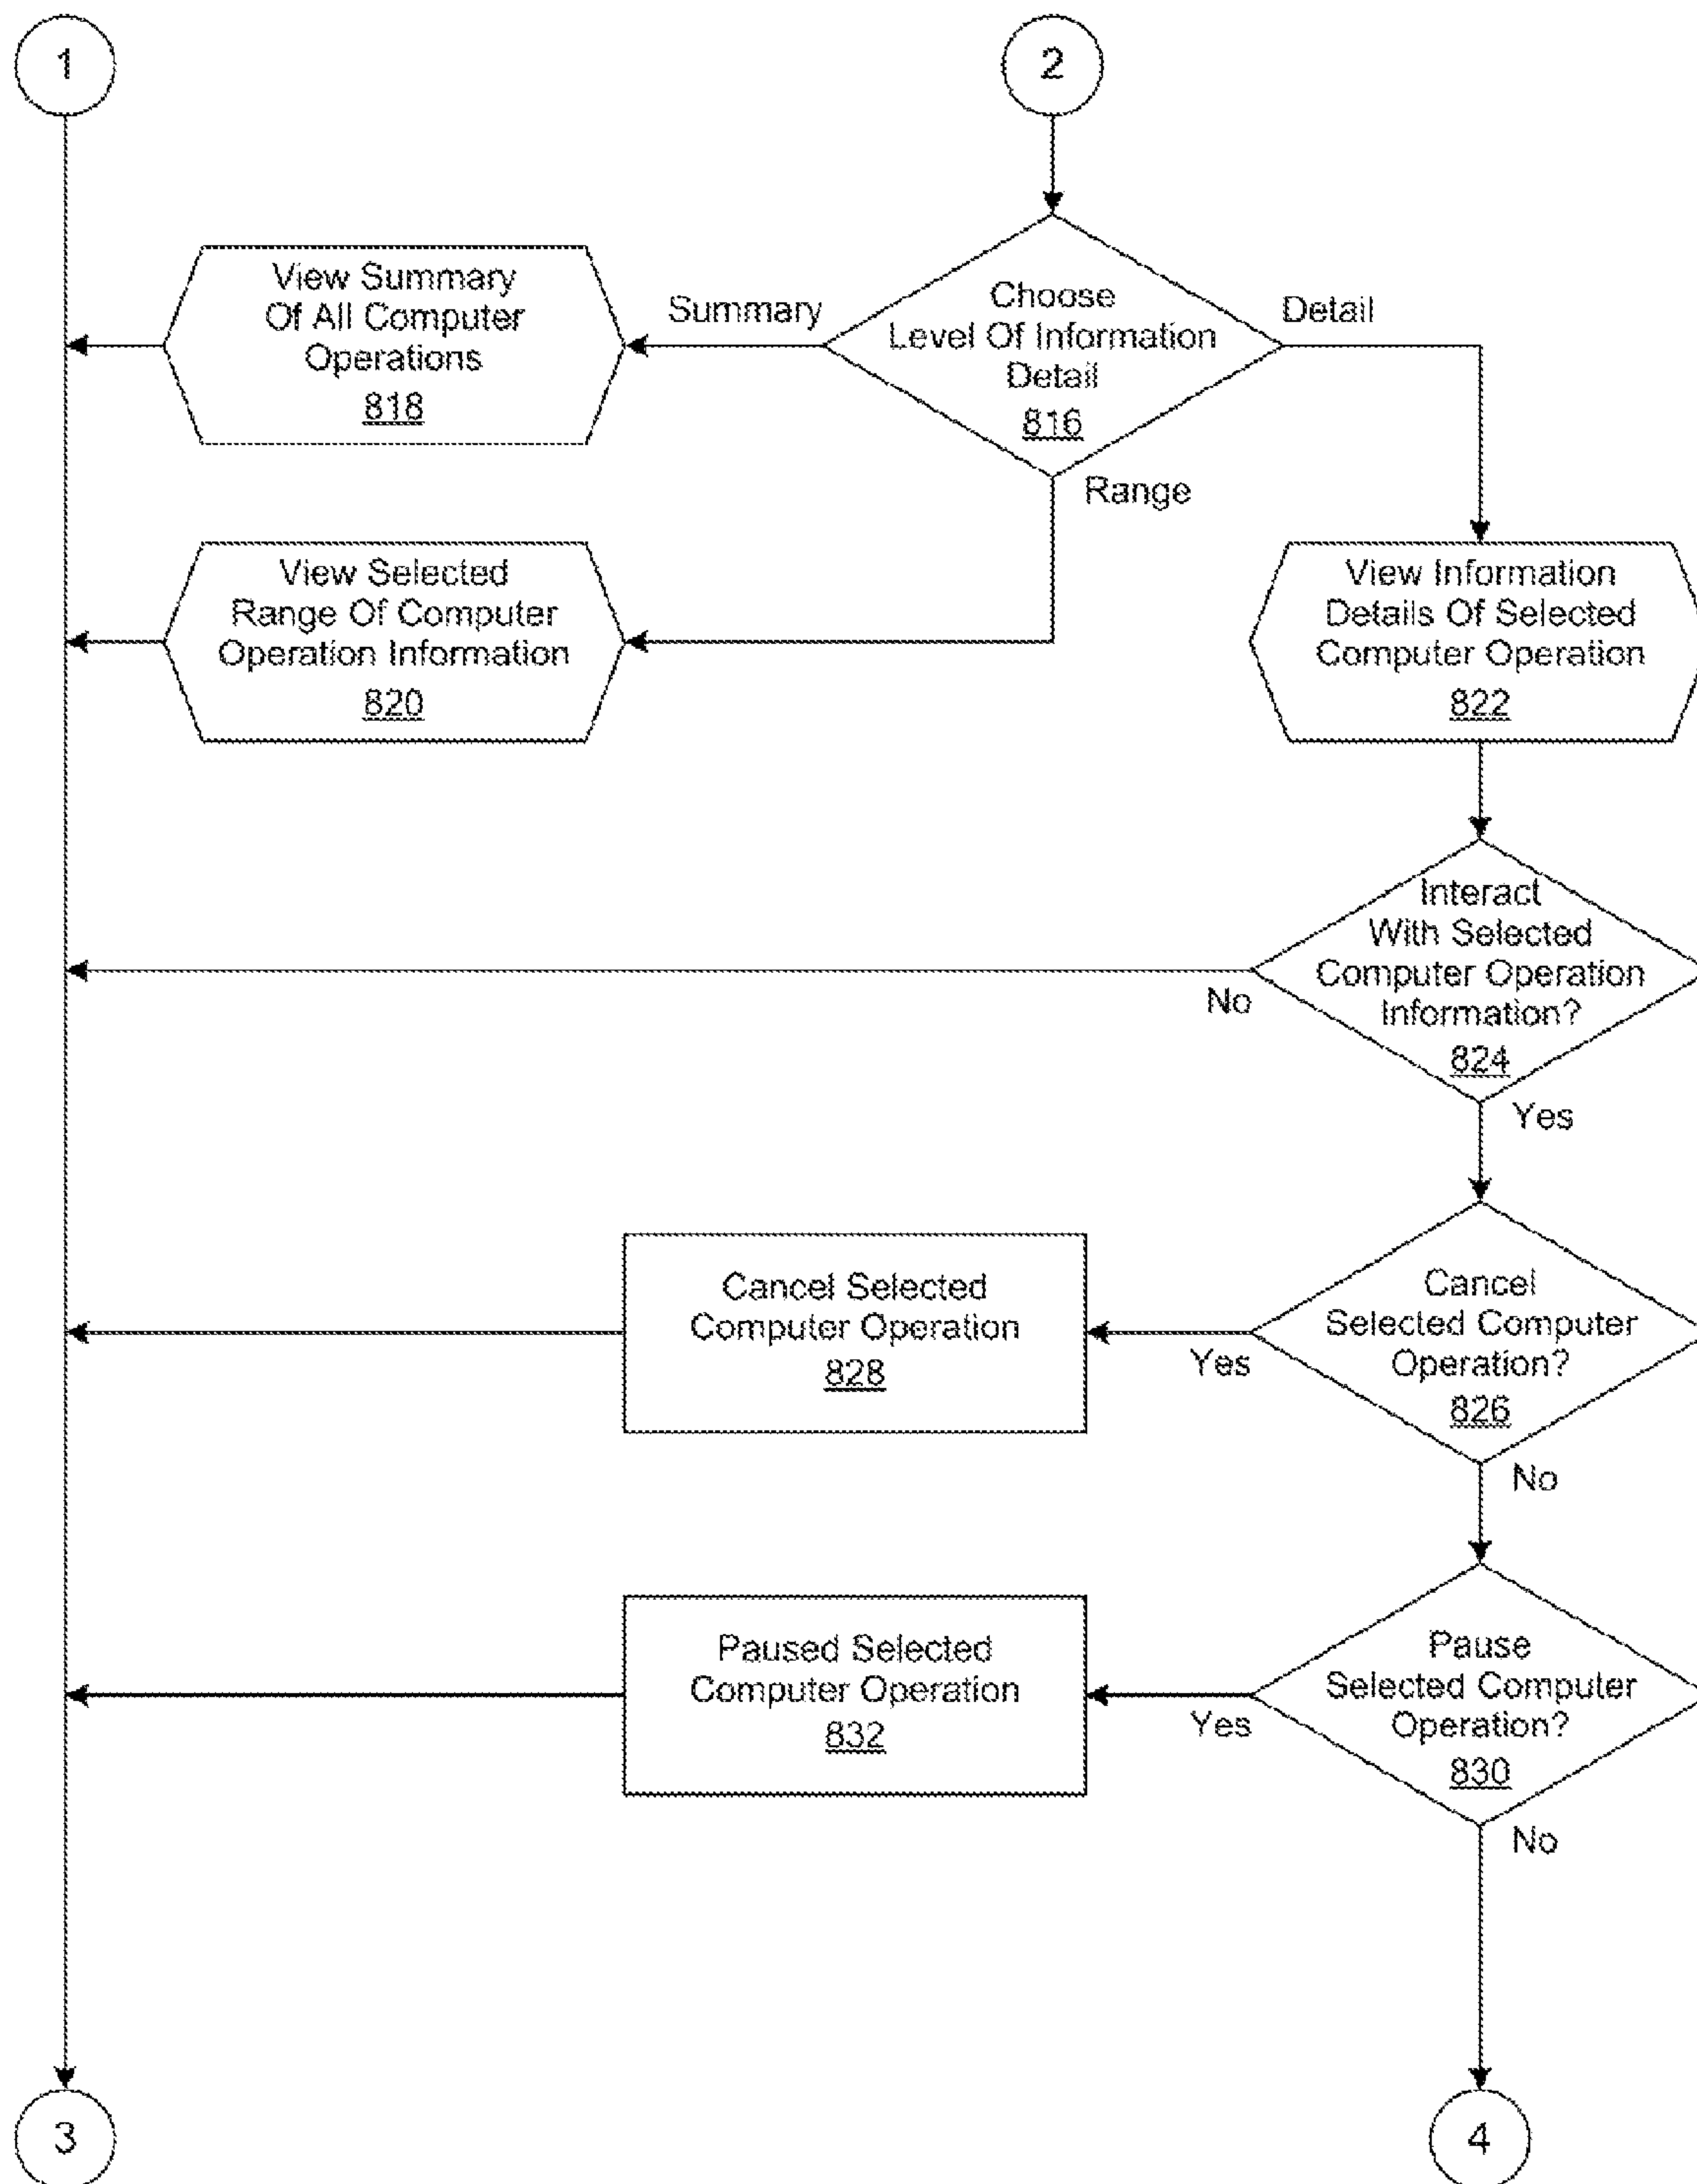 1
2
View Summary
Of All Computer
Operations
818
Summary
Choose
Level Of Information
Detail
816
Detail
Range
View Selected
Range Of Computer
Operation Information
820
View Information
Details Of Selected
Computer Operation
822
Interact
With Selected
Computer Operation
Information?
824
No
Yes
Cancel Selected
Computer Operation
828
Yes
Cancel
Selected Computer
Operation?
826
No
Paused Selected
Computer Operation
832
Yes
Pause
Selected Computer
Operation?
830
No
3
4